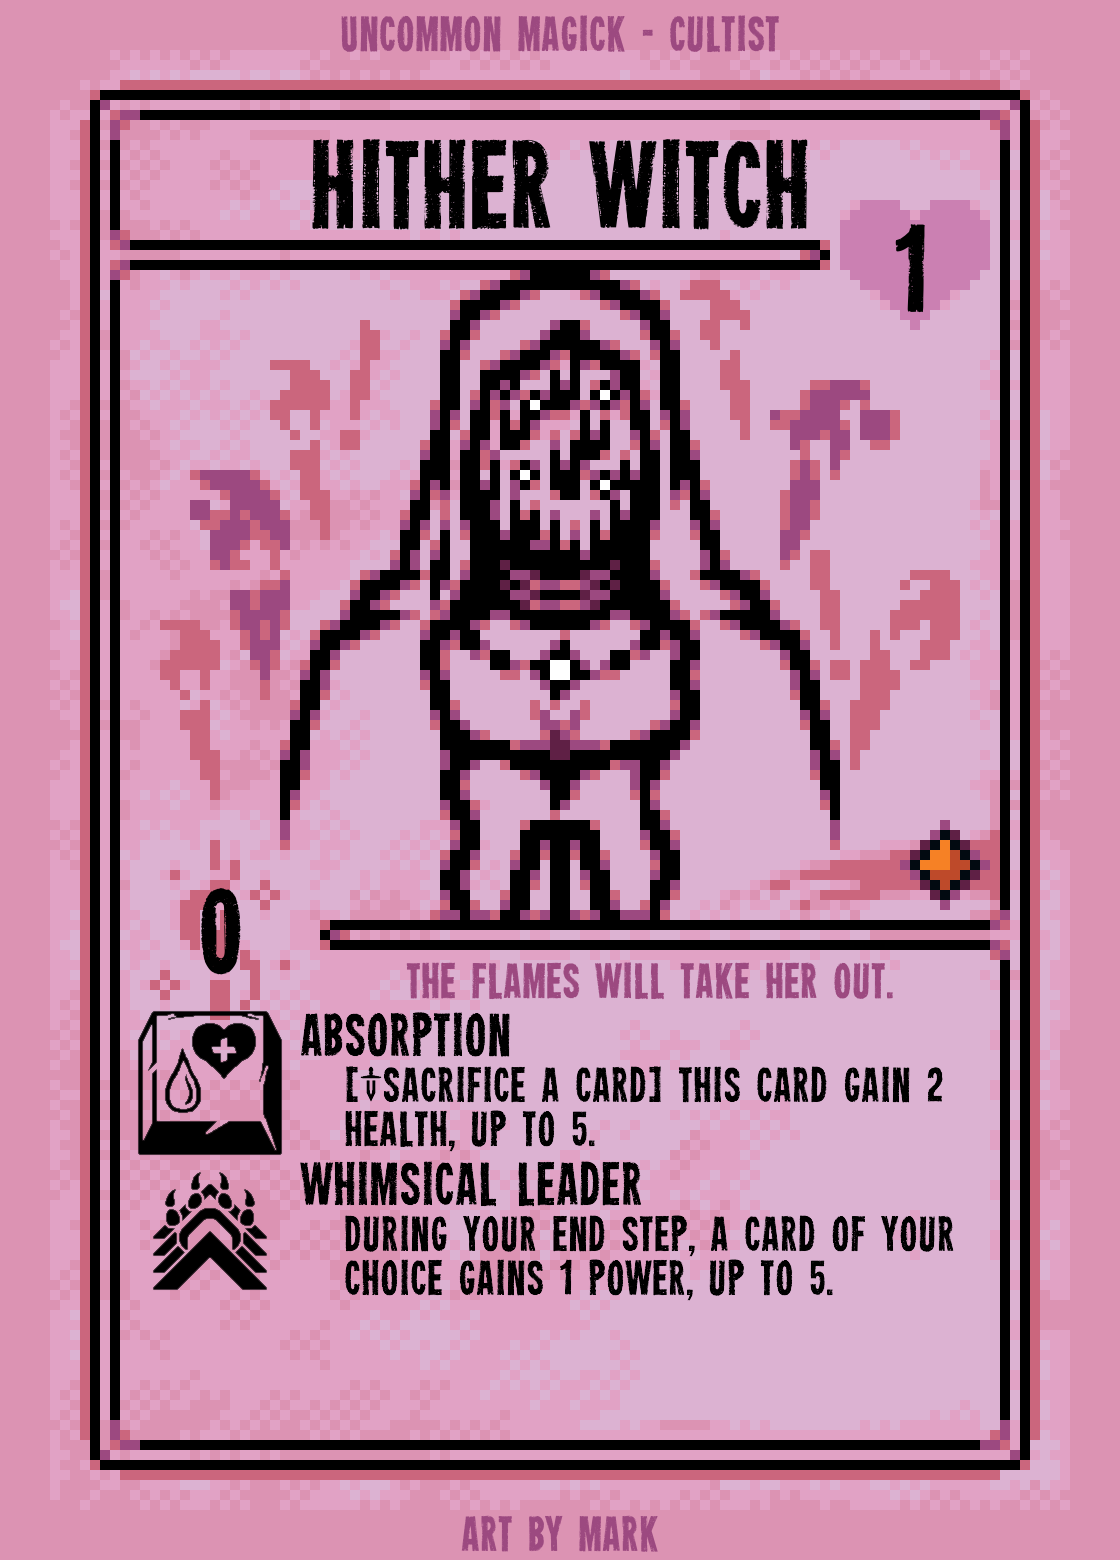 UNCOMMON MAGICK - CULTIST
HITHER WITCH
1
0
THE FLAMES WILL TAKE HER OUT.
ABSORPTION
[SACRIFICE A CARD] THIS CARD GAIN 2
HEALTH, UP TO 5.
WHIMSICAL LEADER
DURING YOUR END STEP, A CARD OF YOUR
CHOICE GAINS 1 POWER, UP TO 5.
ART BY MARK